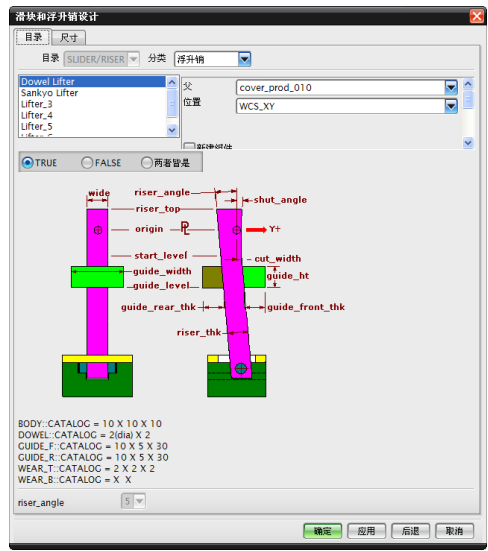 滑块和浮升销设计
目录 尺寸
目录 SLIDER/RISER 分类 浮升销
Dowel Lifter
Sankyo Lifter
Lifter_3
Lifter_4
Lifter_5
父 cover_prod_010
位置 WCS_XY
新建组件
TRUE FALSE 两者皆是
wide
riser_angle
shut_angle
riser_top
origin
Y+
start_level
cut_width
guide_width
guide_ht
guide_level
guide_rear_thk
guide_front_thk
riser_thk
BODY::CATALOG = 10 X 10 X 10
DOWEL::CATALOG = 2(dia) X 2
GUIDE_F::CATALOG = 10 X 5 X 30
GUIDE_R::CATALOG = 10 X 5 X 30
WEAR_T::CATALOG = 2 X 2 X 2
WEAR_B::CATALOG = X X
riser_angle 5
确定 应用 后退 取消